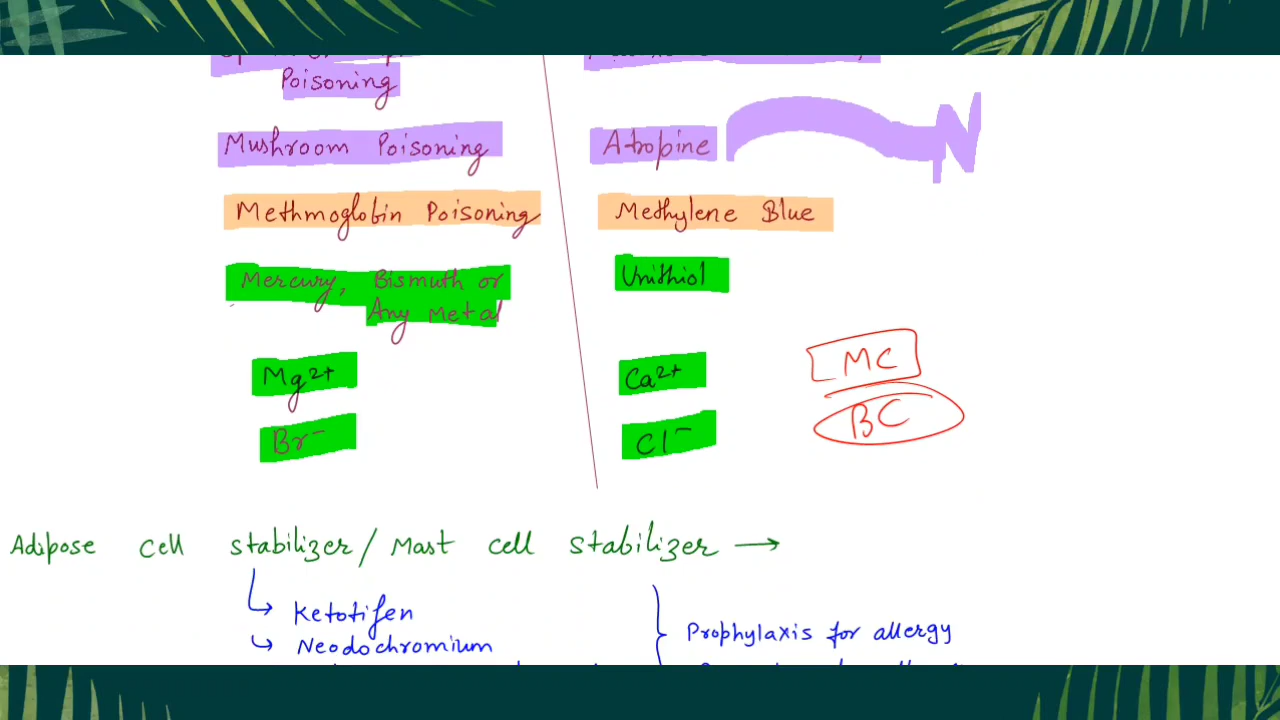 Poisoning
Mushroom Poisoning Atropine
Methmoglobin Poisoning Methylene Blue
Mercury, Bismuth or Unithiol
Any Metal
Mg2+ Ca2+ MC
Br- Cl- BC
Adipose cell stabilizer/Mast cell stabilizer →
↳ Ketotifen
↳ Neodochromium
Prophylaxis for allergy